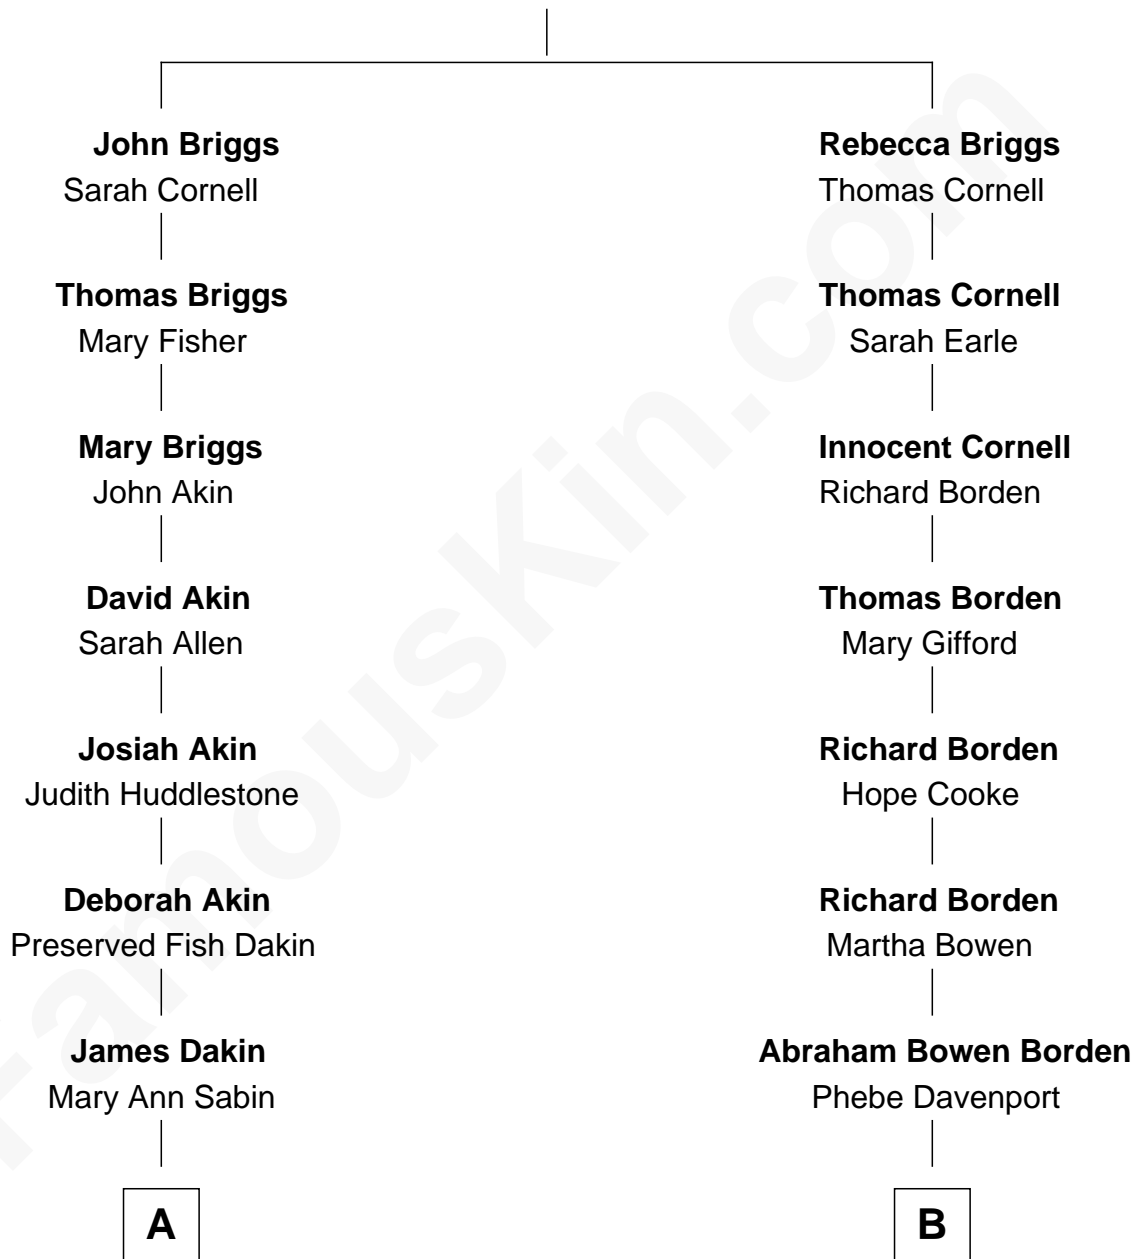 John Briggs
Sarah Cornell
Thomas Briggs
Mary Fisher
Mary Briggs
John Akin
David Akin
Sarah Allen
Josiah Akin
Judith Huddlestone
Deborah Akin
Preserved Fish Dakin
James Dakin
Mary Ann Sabin
A
Rebecca Briggs
Thomas Cornell
Thomas Cornell
Sarah Earle
Innocent Cornell
Richard Borden
Thomas Borden
Mary Gifford
Richard Borden
Hope Cooke
Richard Borden
Martha Bowen
Abraham Bowen Borden
Phebe Davenport
B
FamousKin.com